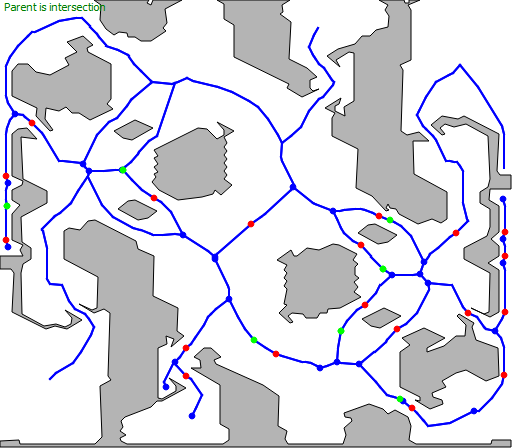 Parent is intersection